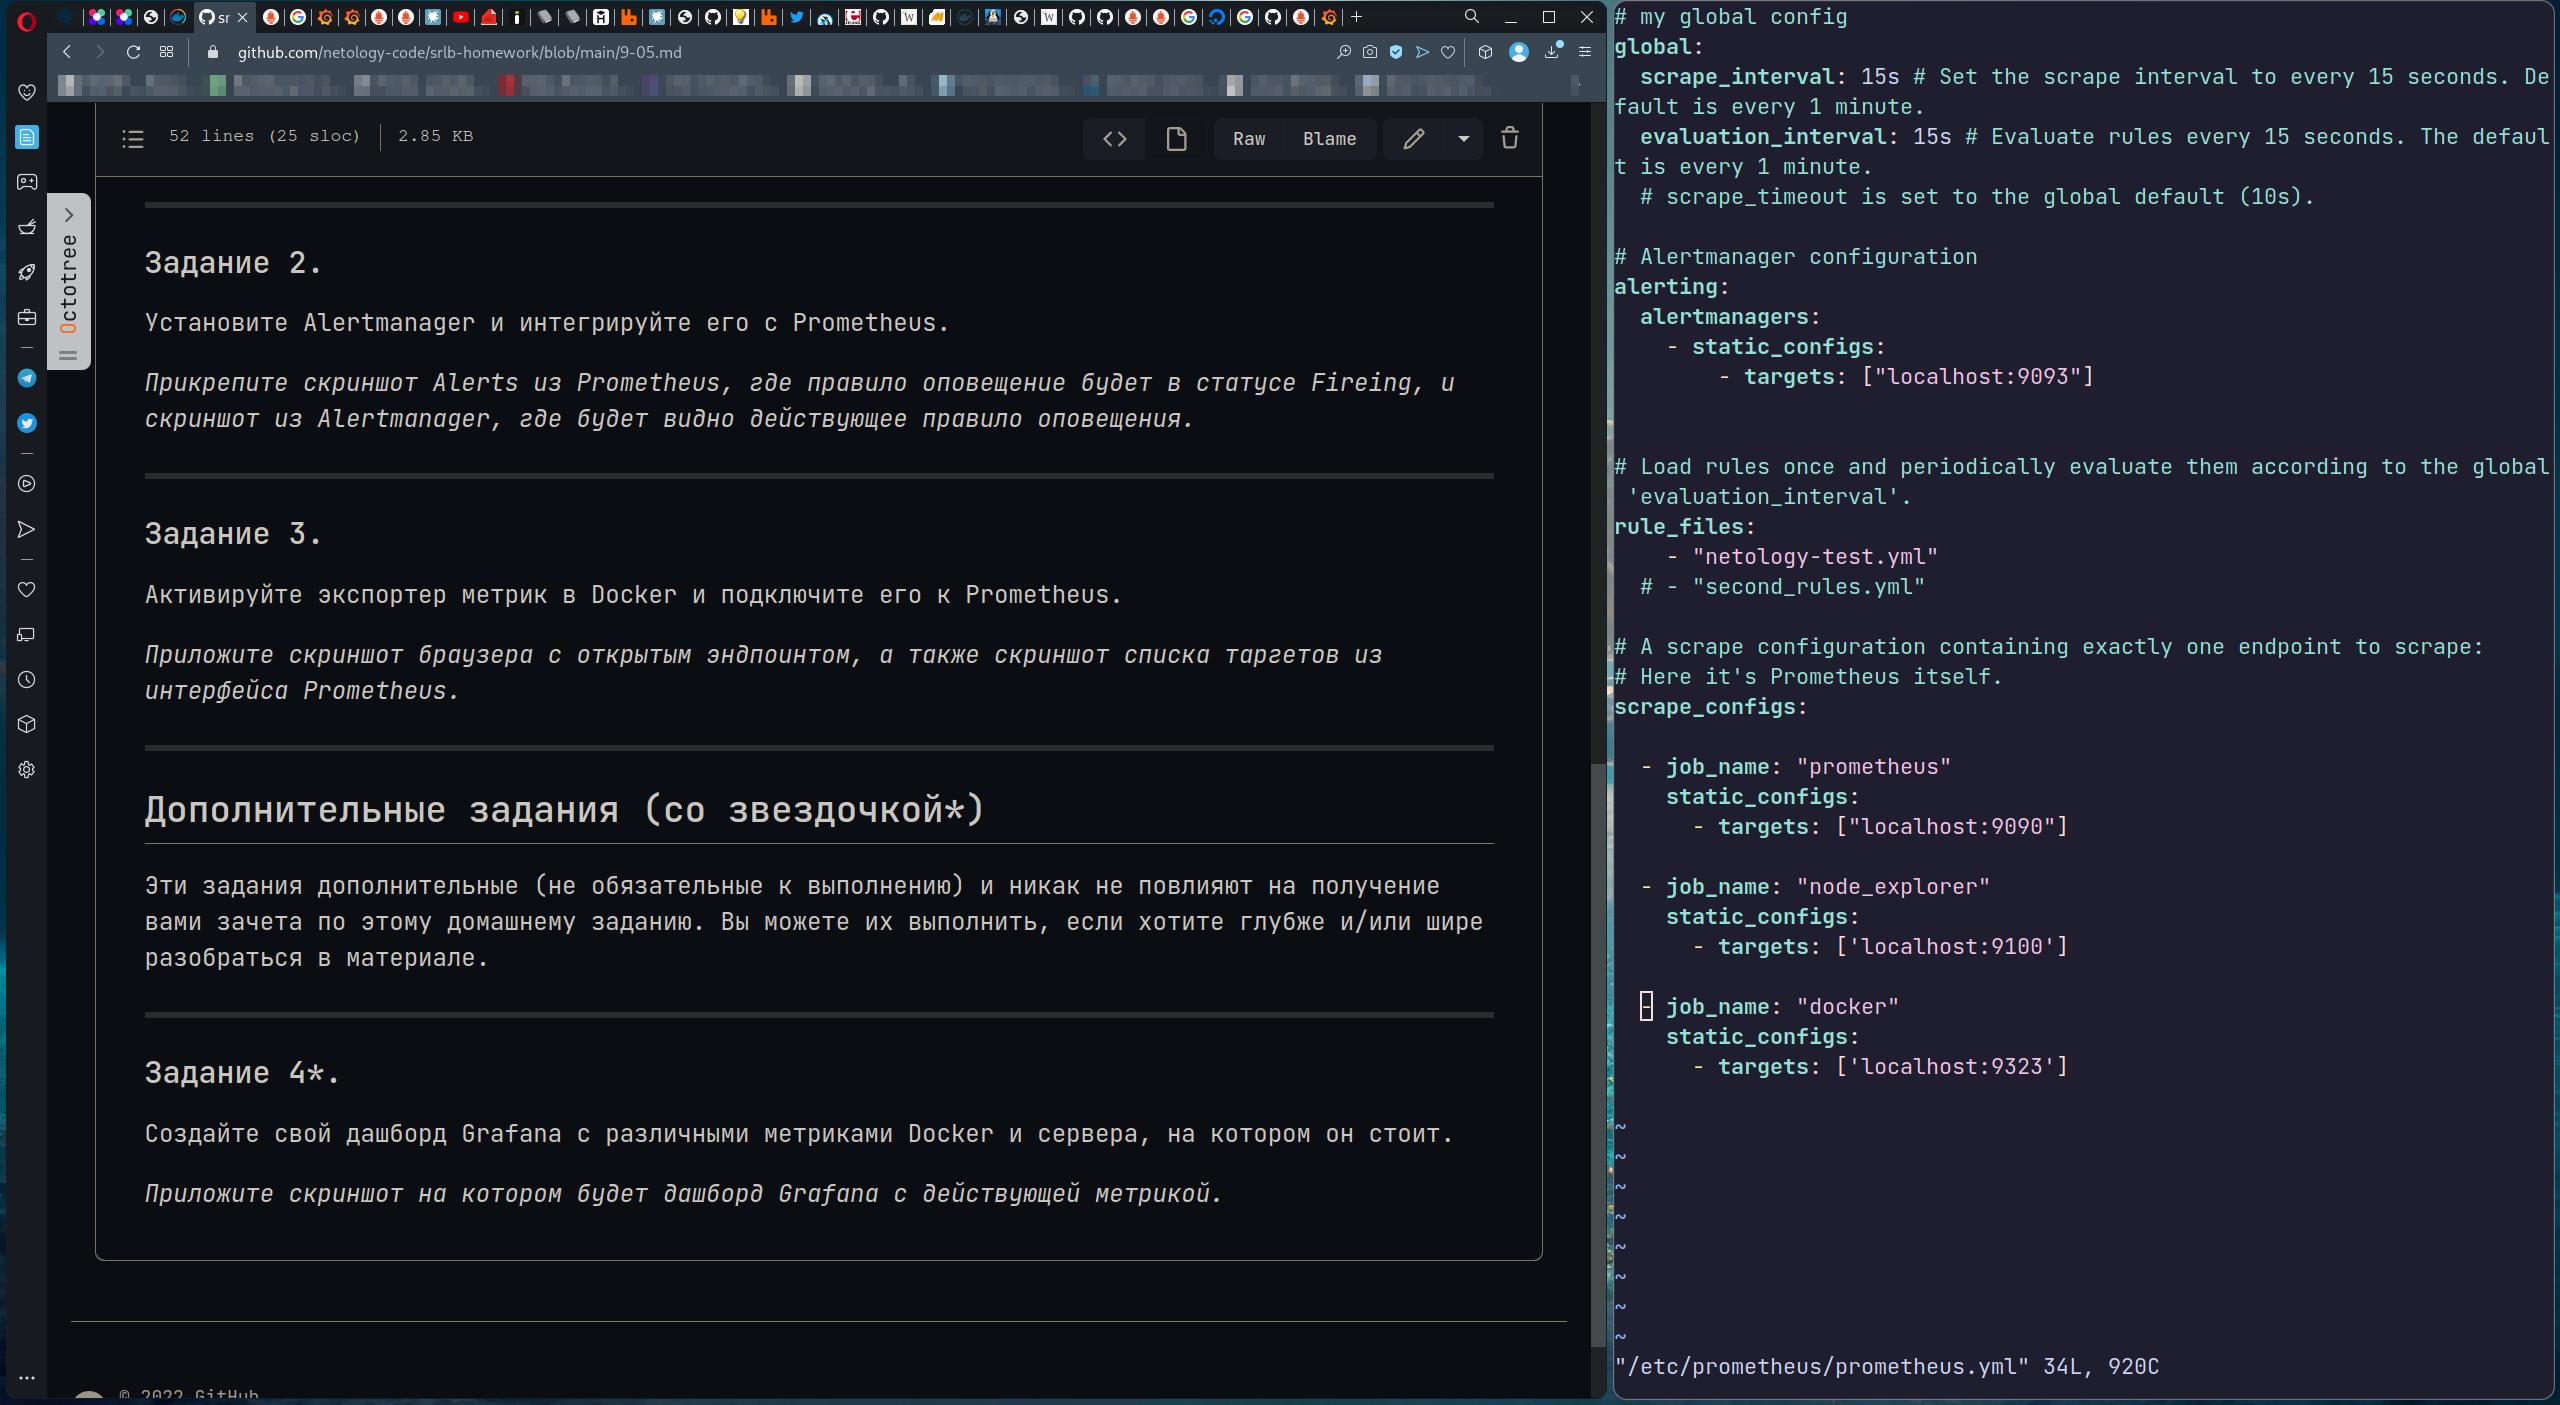 sr
github.com/netology-code/srlb-homework/blob/main/9-05.md
52 lines (25 sloc) 2.85 KB
Raw Blame
Octotree
Задание 2.
Установите Alertmanager и интегрируйте его с Prometheus.
Прикрепите скриншот Alerts из Prometheus, где правило оповещение будет в статусе Fireing, и
скриншот из Alertmanager, где будет видно действующее правило оповещения.
Задание 3.
Активируйте экспортер метрик в Docker и подключите его к Prometheus.
Приложите скриншот браузера с открытым эндпоинтом, а также скриншот списка таргетов из
интерфейса Prometheus.
Дополнительные задания (со звездочкой*)
Эти задания дополнительные (не обязательные к выполнению) и никак не повлияют на получение
вами зачета по этому домашнему заданию. Вы можете их выполнить, если хотите глубже и/или шире
разобраться в материале.
Задание 4*.
Создайте свой дашборд Grafana с различными метриками Docker и сервера, на котором он стоит.
Приложите скриншот на котором будет дашборд Grafana с действующей метрикой.
© 2022 GitHub
# my global config
global:
  scrape_interval: 15s # Set the scrape interval to every 15 seconds. De
fault is every 1 minute.
  evaluation_interval: 15s # Evaluate rules every 15 seconds. The defaul
t is every 1 minute.
  # scrape_timeout is set to the global default (10s).
# Alertmanager configuration
alerting:
  alertmanagers:
    - static_configs:
        - targets: ["localhost:9093"]
# Load rules once and periodically evaluate them according to the global
 'evaluation_interval'.
rule_files:
    - "netology-test.yml"
  # - "second_rules.yml"
# A scrape configuration containing exactly one endpoint to scrape:
# Here it's Prometheus itself.
scrape_configs:
  - job_name: "prometheus"
    static_configs:
      - targets: ["localhost:9090"]
  - job_name: "node_explorer"
    static_configs:
      - targets: ['localhost:9100']
  - job_name: "docker"
    static_configs:
      - targets: ['localhost:9323']
~
~
~
~
~
~
~
~
"/etc/prometheus/prometheus.yml" 34L, 920C